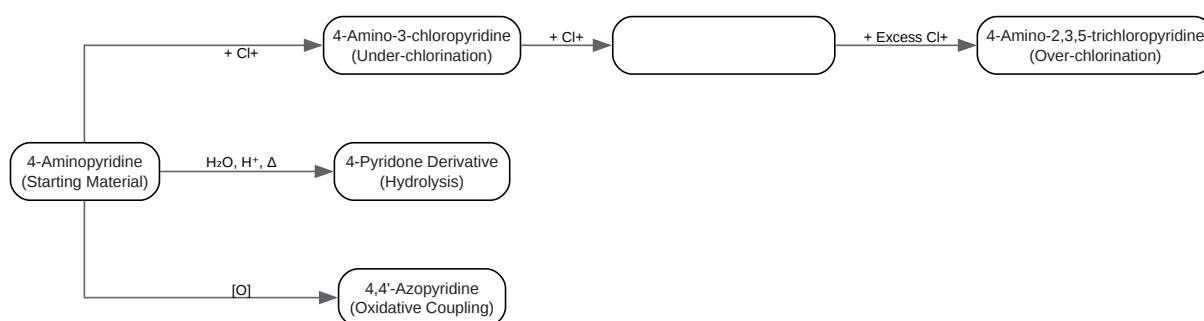 + Cl+
4-Amino-3-chloropyridine
(Under-chlorination)
+ Cl+
+ Excess Cl+
4-Amino-2,3,5-trichloropyridine
(Over-chlorination)
4-Aminopyridine
(Starting Material)
H₂O, H⁺, Δ
4-Pyridone Derivative
(Hydrolysis)
[O]
4,4'-Azopyridine
(Oxidative Coupling)